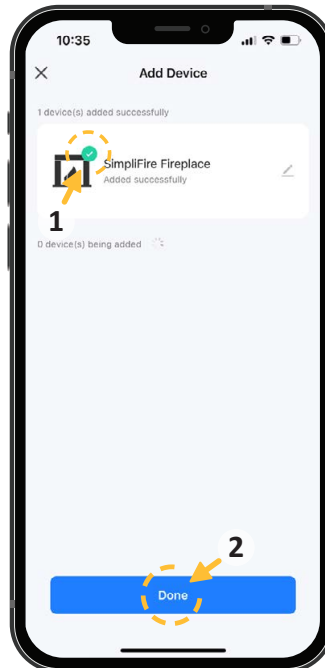 10:35
Add Device
1 device(s) added successfully
SimpliFire Fireplace
Added successfully
1
0 device(s) being added
2
Done